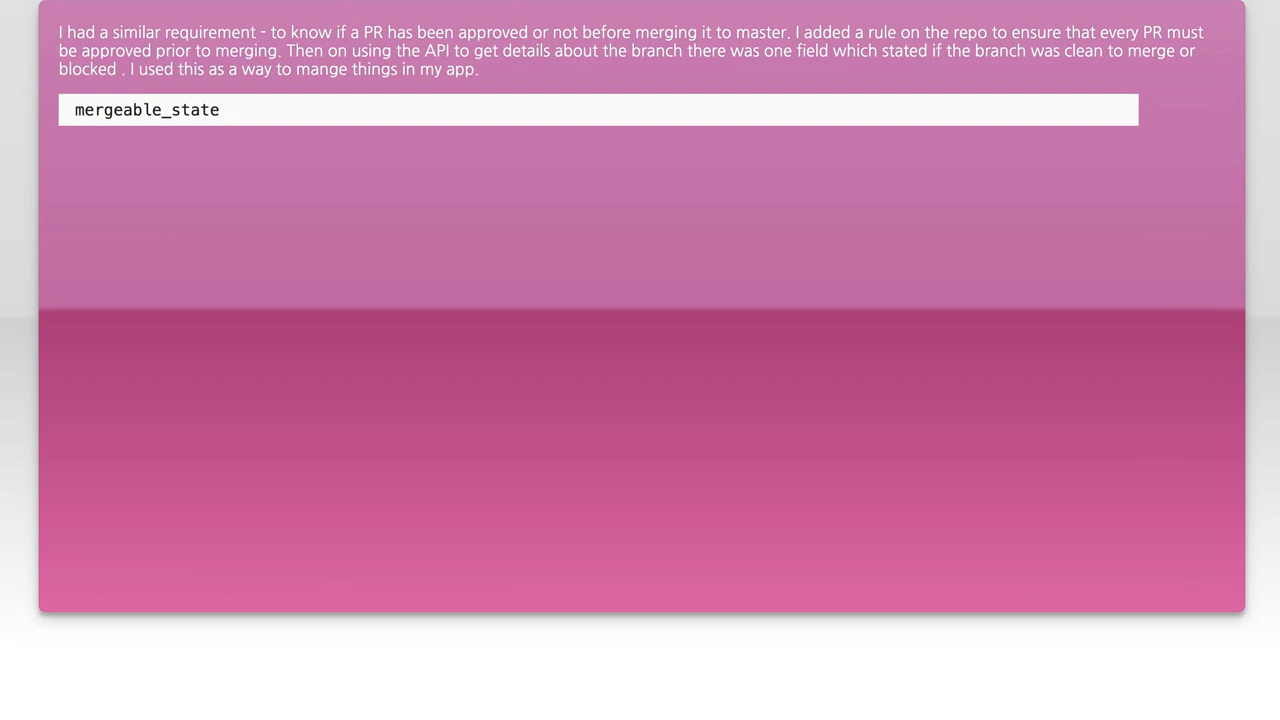 I had a similar requirement - to know if a PR has been approved or not before merging it to master. I added a rule on the repo to ensure that every PR must
be approved prior to merging. Then on using the API to get details about the branch there was one field which stated if the branch was clean to merge or
blocked . I used this as a way to mange things in my app.
mergeable_state